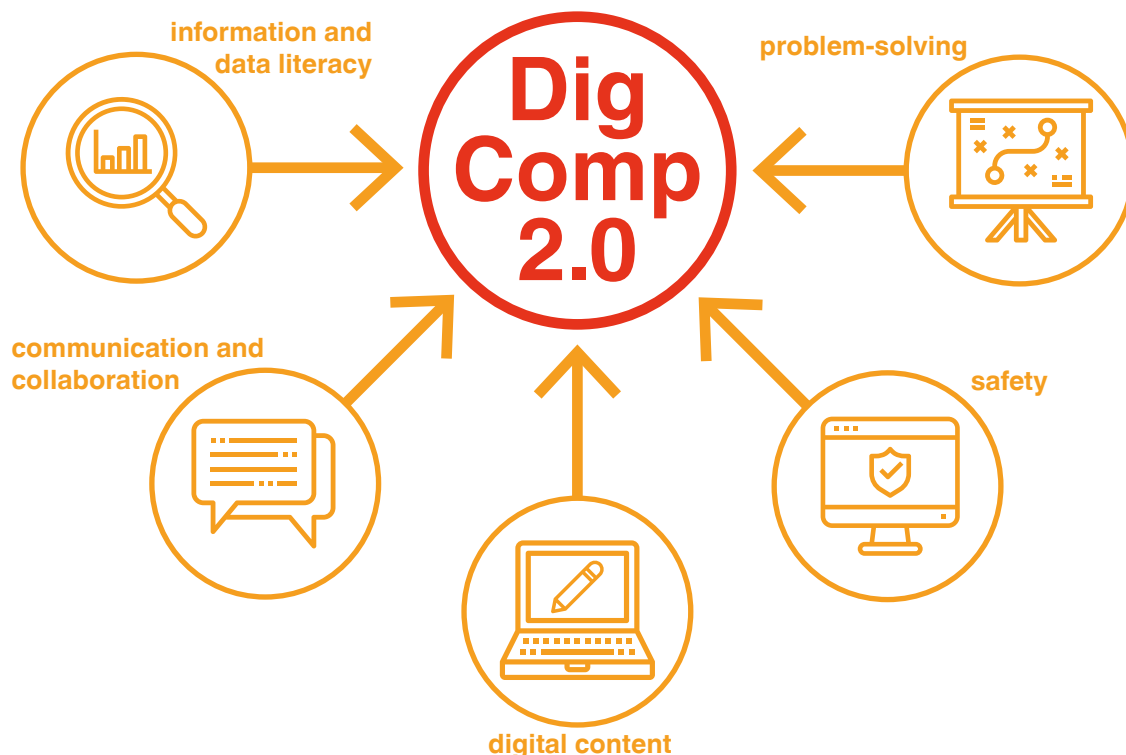 information and
data literacy
Dig
Comp
2.0
problem-solving
communication and
collaboration
safety
digital content